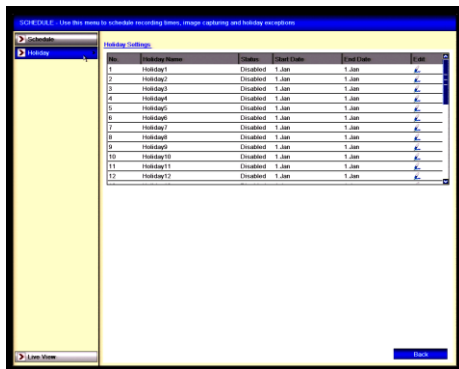 SCHEDULE - Use this menu to schedule recording times, image capturing and holiday exceptions
Schedule
Holiday
Holiday Settings
No. Holiday Name Status Start Date End Date Edit
1 Holiday1 Disabled 1.Jan 1.Jan
2 Holiday2 Disabled 1.Jan 1.Jan
3 Holiday3 Disabled 1.Jan 1.Jan
4 Holiday4 Disabled 1.Jan 1.Jan
5 Holiday5 Disabled 1.Jan 1.Jan
6 Holiday6 Disabled 1.Jan 1.Jan
7 Holiday7 Disabled 1.Jan 1.Jan
8 Holiday8 Disabled 1.Jan 1.Jan
9 Holiday9 Disabled 1.Jan 1.Jan
10 Holiday10 Disabled 1.Jan 1.Jan
11 Holiday11 Disabled 1.Jan 1.Jan
12 Holiday12 Disabled 1.Jan 1.Jan
Live View
Back